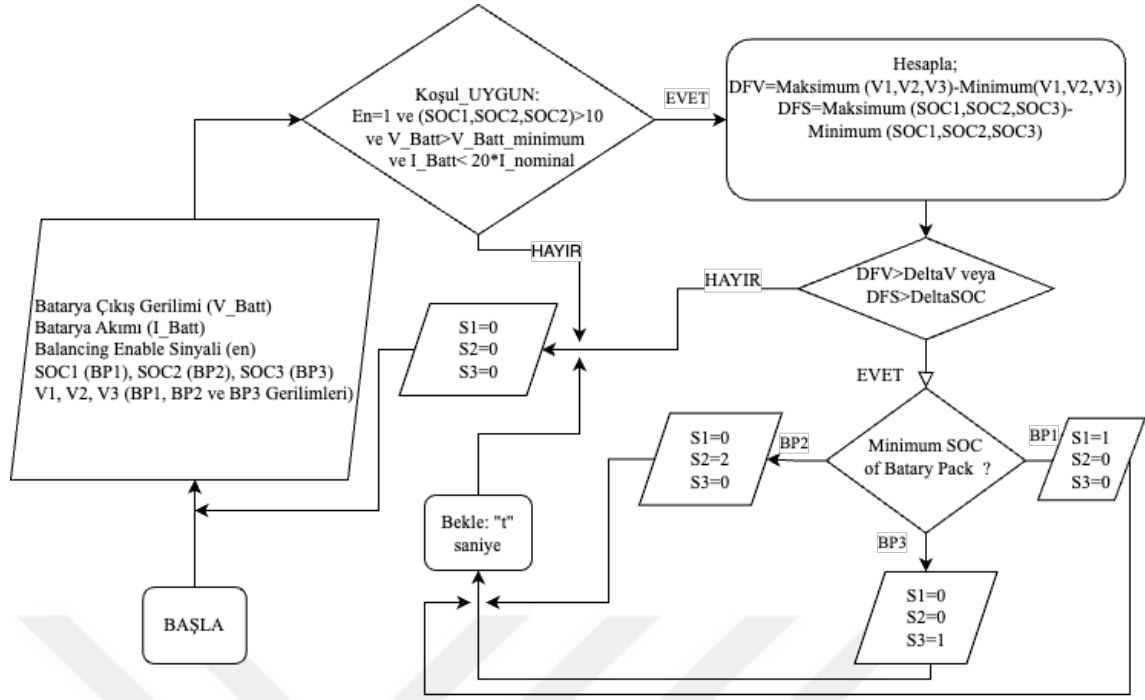 Koşul_UYGUN:
En=1 ve (SOC1,SOC2,SOC2)>10
ve V_Batt>V_Batt_minimum
ve I_Batt< 20*I_nominal
EVET
Hesapla;
DFV=Maksimum (V1,V2,V3)-Minimum(V1,V2,V3)
DFS=Maksimum (SOC1,SOC2,SOC3)-
Minimum (SOC1,SOC2,SOC3)
HAYIR
DFV>DeltaV veya
DFS>DeltaSOC
HAYIR
Batarya Çıkış Gerilimi (V_Batt)
Batarya Akımı (I_Batt)
Balancing Enable Sinyali (en)
SOC1 (BP1), SOC2 (BP2), SOC3 (BP3)
V1, V2, V3 (BP1, BP2 ve BP3 Gerilimleri)
S1=0
S2=0
S3=0
EVET
Minimum SOC
of Batary Pack ?
BP1
S1=1
S2=0
S3=0
BP2
S1=0
S2=2
S3=0
BP3
S1=0
S2=0
S3=1
Bekle: "t"
saniye
BAŞLA